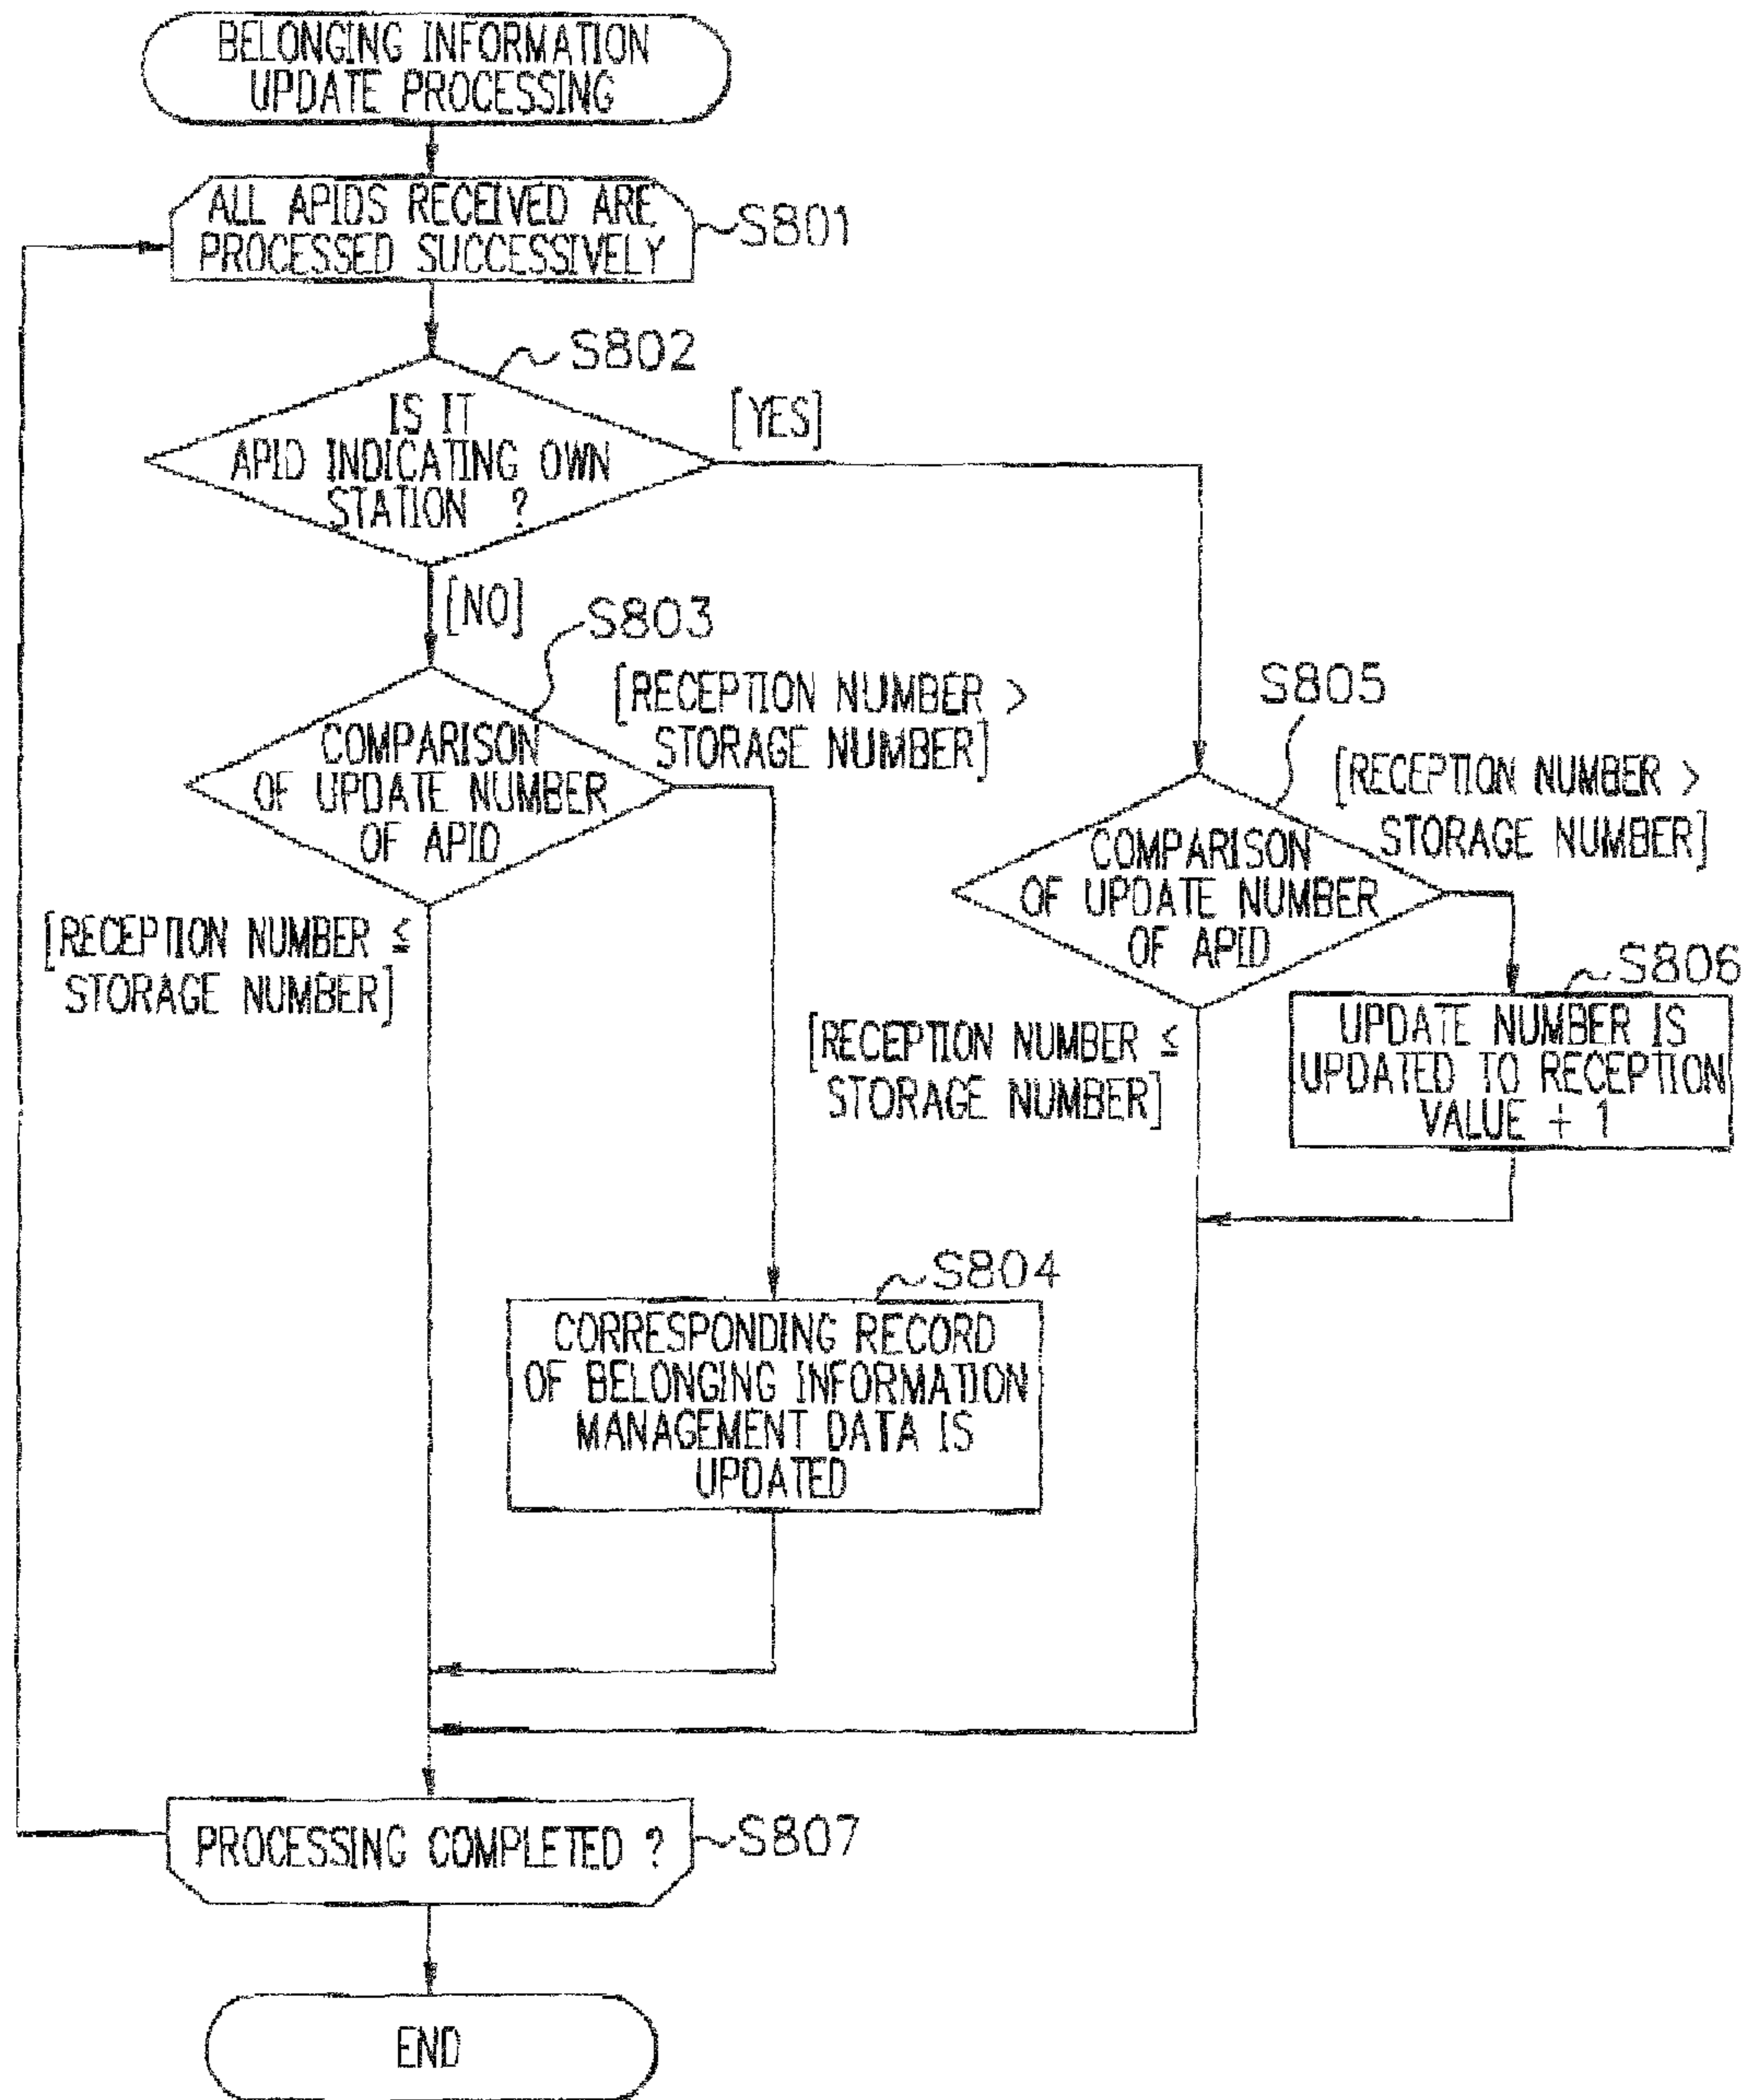 BELONGING INFORMATION
UPDATE PROCESSING
ALL APIDS RECEIVED ARE
PROCESSED SUCCESSIVELY
S801
S802
IS IT
APID INDICATING OWN
STATION ?
[YES]
[NO]
S803
[RECEPTION NUMBER >
STORAGE NUMBER]
COMPARISON
OF UPDATE NUMBER
OF APID
[RECEPTION NUMBER ≦
STORAGE NUMBER]
S805
[RECEPTION NUMBER >
STORAGE NUMBER]
COMPARISON
OF UPDATE NUMBER
OF APID
[RECEPTION NUMBER ≦
STORAGE NUMBER]
S806
UPDATE NUMBER IS
UPDATED TO RECEPTION
VALUE + 1
S804
CORRESPONDING RECORD
OF BELONGING INFORMATION
MANAGEMENT DATA IS
UPDATED
PROCESSING COMPLETED ?
S807
END